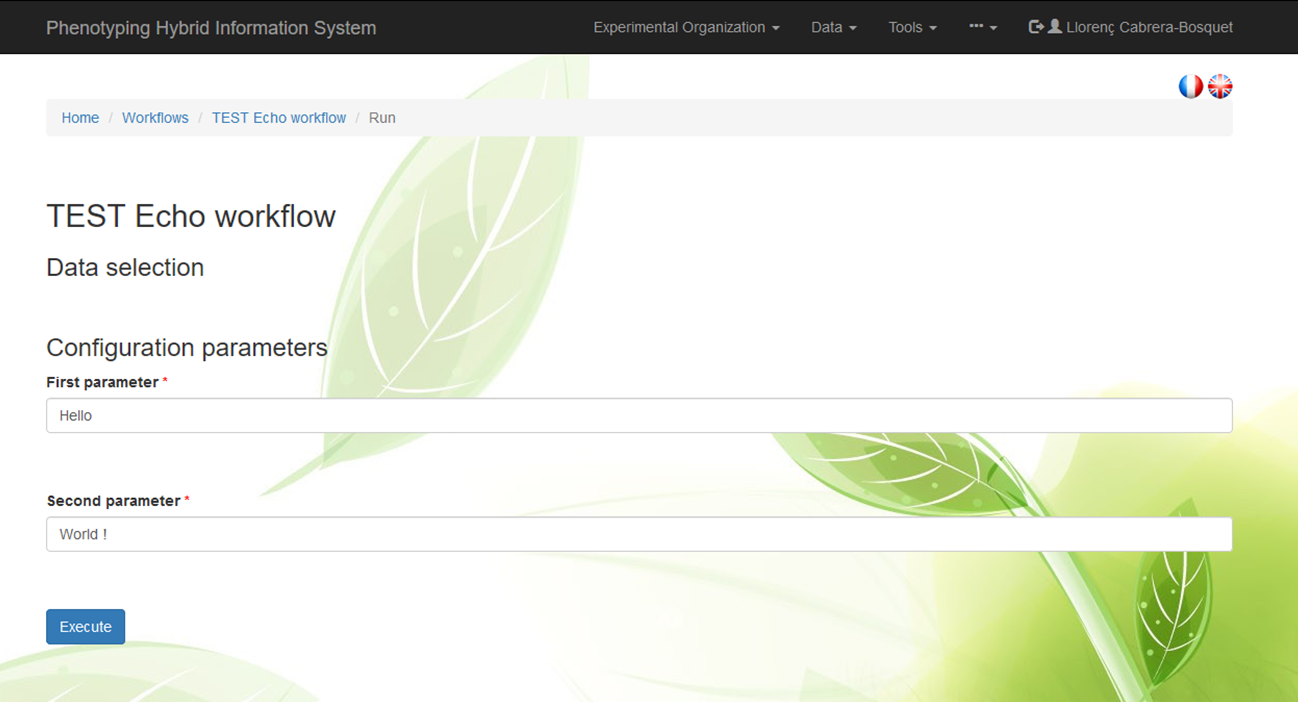 Phenotyping Hybrid Information System Experimental Organization Data Tools ••• Llorenç Cabrera-Bosquet
Home / Workflows / TEST Echo workflow / Run
TEST Echo workflow
Data selection
Configuration parameters
First parameter *
Hello
Second parameter *
World !
Execute